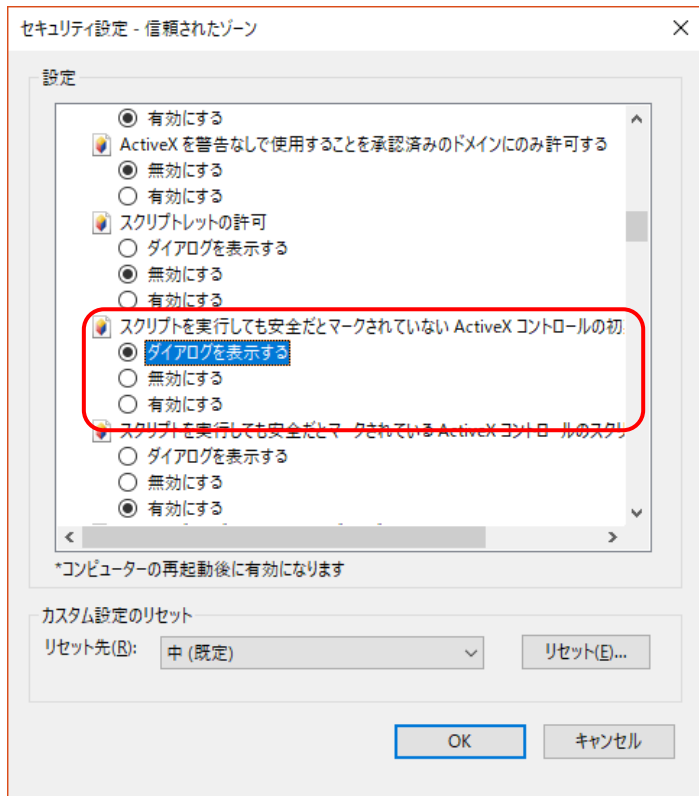 セキュリティ設定 - 信頼されたゾーン
設定
有効にする
ActiveX を警告なしで使用することを承認済みのドメインにのみ許可する
無効にする
有効にする
スクリプトレットの許可
ダイアログを表示する
無効にする
有効にする
スクリプトを実行しても安全だとマークされていない ActiveX コントロールの初
ダイアログを表示する
無効にする
有効にする
スクリプトを実行しても安全だとマークされている ActiveX コントロールのスクリ
ダイアログを表示する
無効にする
有効にする
*コンピューターの再起動後に有効になります
カスタム設定のリセット
リセット先(R): 中 (既定) リセット(E)...
OK キャンセル